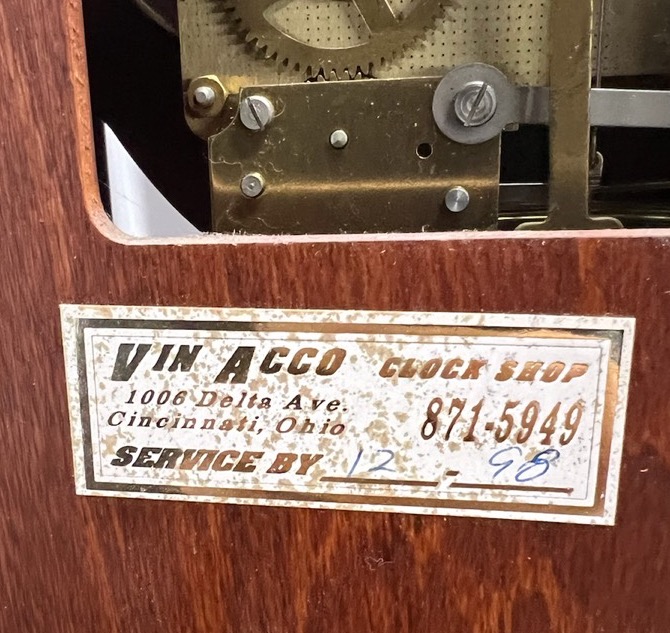 VIN ACCO CLOCK SHOP
1006 Delta Ave.
Cincinnati, Ohio 871-5949
SERVICE BY 12 - 98